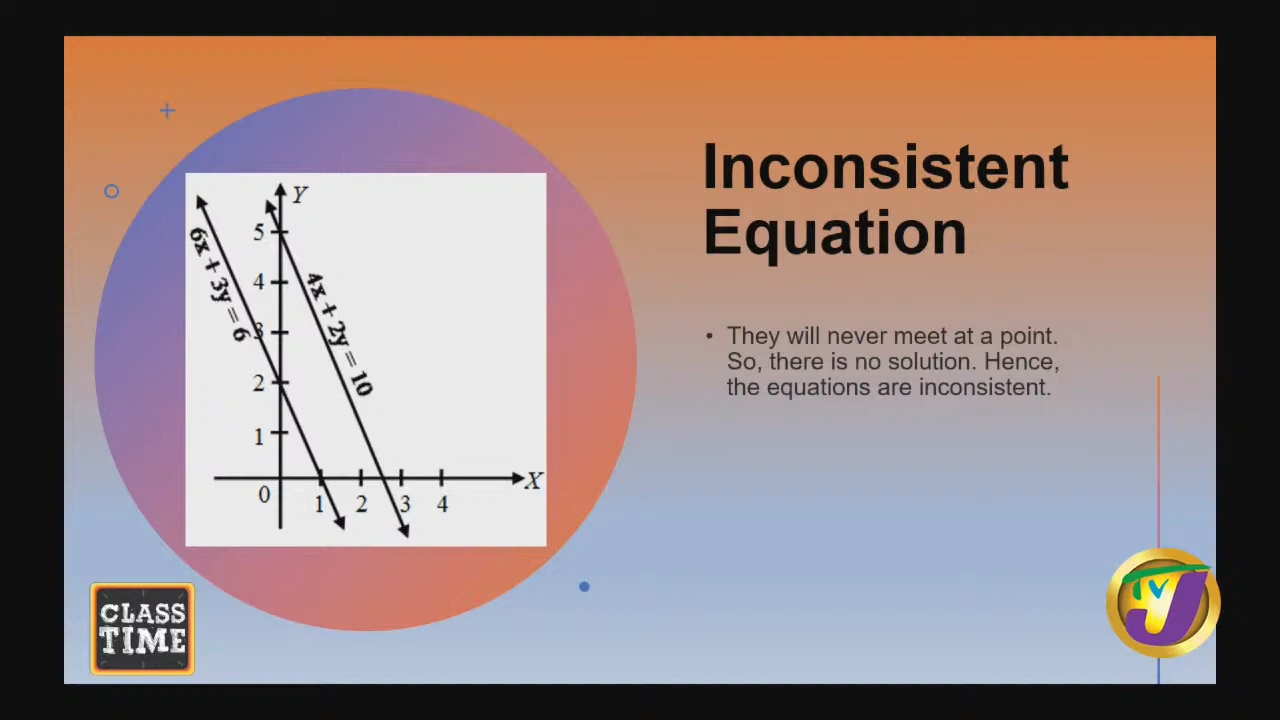 Inconsistent
Equation
• They will never meet at a point.
So, there is no solution. Hence,
the equations are inconsistent.
Y
5
4
3
2
1
0
1 2 3 4
X
6x + 3y = 6
4x + 2y = 10
CLASS
TIME
TVJ